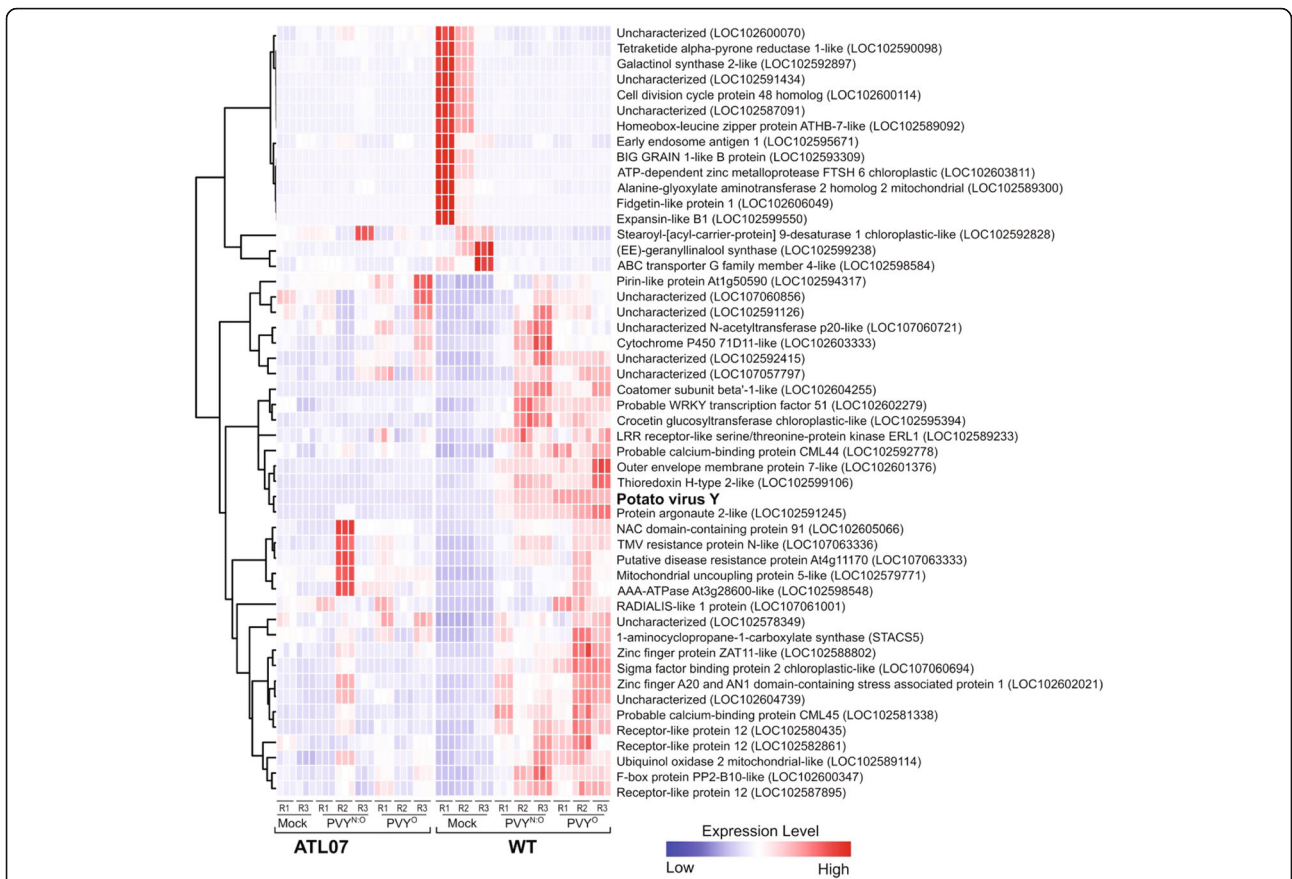 Uncharacterized (LOC102600070)
Tetraketide alpha-pyrone reductase 1-like (LOC102590098)
Galactinol synthase 2-like (LOC102592897)
Uncharacterized (LOC102591434)
Cell division cycle protein 48 homolog (LOC102600114)
Uncharacterized (LOC102587091)
Homeobox-leucine zipper protein ATHB-7-like (LOC102589092)
Early endosome antigen 1 (LOC102595671)
BIG GRAIN 1-like B protein (LOC102593309)
ATP-dependent zinc metalloprotease FTSH 6 chloroplastic (LOC102603811)
Alanine-glyoxylate aminotransferase 2 homolog 2 mitochondrial (LOC102589300)
Fidgetin-like protein 1 (LOC102606049)
Expansin-like B1 (LOC102599550)
Stearoyl-[acyl-carrier-protein] 9-desaturase 1 chloroplastic-like (LOC102592828)
(EE)-geranyllinalool synthase (LOC102599238)
ABC transporter G family member 4-like (LOC102598584)
Pirin-like protein At1g50590 (LOC102594317)
Uncharacterized (LOC107060856)
Uncharacterized (LOC102591126)
Uncharacterized N-acetyltransferase p20-like (LOC107060721)
Cytochrome P450 71D11-like (LOC102603333)
Uncharacterized (LOC102592415)
Uncharacterized (LOC107057797)
Coatomer subunit beta'-1-like (LOC102604255)
Probable WRKY transcription factor 51 (LOC102602279)
Crocetin glucosyltransferase chloroplastic-like (LOC102595394)
LRR receptor-like serine/threonine-protein kinase ERL1 (LOC102589233)
Probable calcium-binding protein CML44 (LOC102592778)
Outer envelope membrane protein 7-like (LOC102601376)
Thioredoxin H-type 2-like (LOC102599106)
Potato virus Y
Protein argonaute 2-like (LOC102591245)
NAC domain-containing protein 91 (LOC102605066)
TMV resistance protein N-like (LOC107063336)
Putative disease resistance protein At4g11170 (LOC107063333)
Mitochondrial uncoupling protein 5-like (LOC102579771)
AAA-ATPase At3g28600-like (LOC102598548)
RADIALIS-like 1 protein (LOC107061001)
Uncharacterized (LOC102578349)
1-aminocyclopropane-1-carboxylate synthase (STACS5)
Zinc finger protein ZAT11-like (LOC102588802)
Sigma factor binding protein 2 chloroplastic-like (LOC107060694)
Zinc finger A20 and AN1 domain-containing stress associated protein 1 (LOC102602021)
Uncharacterized (LOC102604739)
Probable calcium-binding protein CML45 (LOC102581338)
Receptor-like protein 12 (LOC102580435)
Receptor-like protein 12 (LOC102582861)
Ubiquinol oxidase 2 mitochondrial-like (LOC102589114)
F-box protein PP2-B10-like (LOC102600347)
Receptor-like protein 12 (LOC102587895)
R1 R3 R1 R2 R3 R1 R2 R3 R1 R2 R3 R1 R2 R3 R1 R2 R3
Mock PVYN:O PVYO Mock PVYN:O PVYO
ATL07 WT
Expression Level
Low High